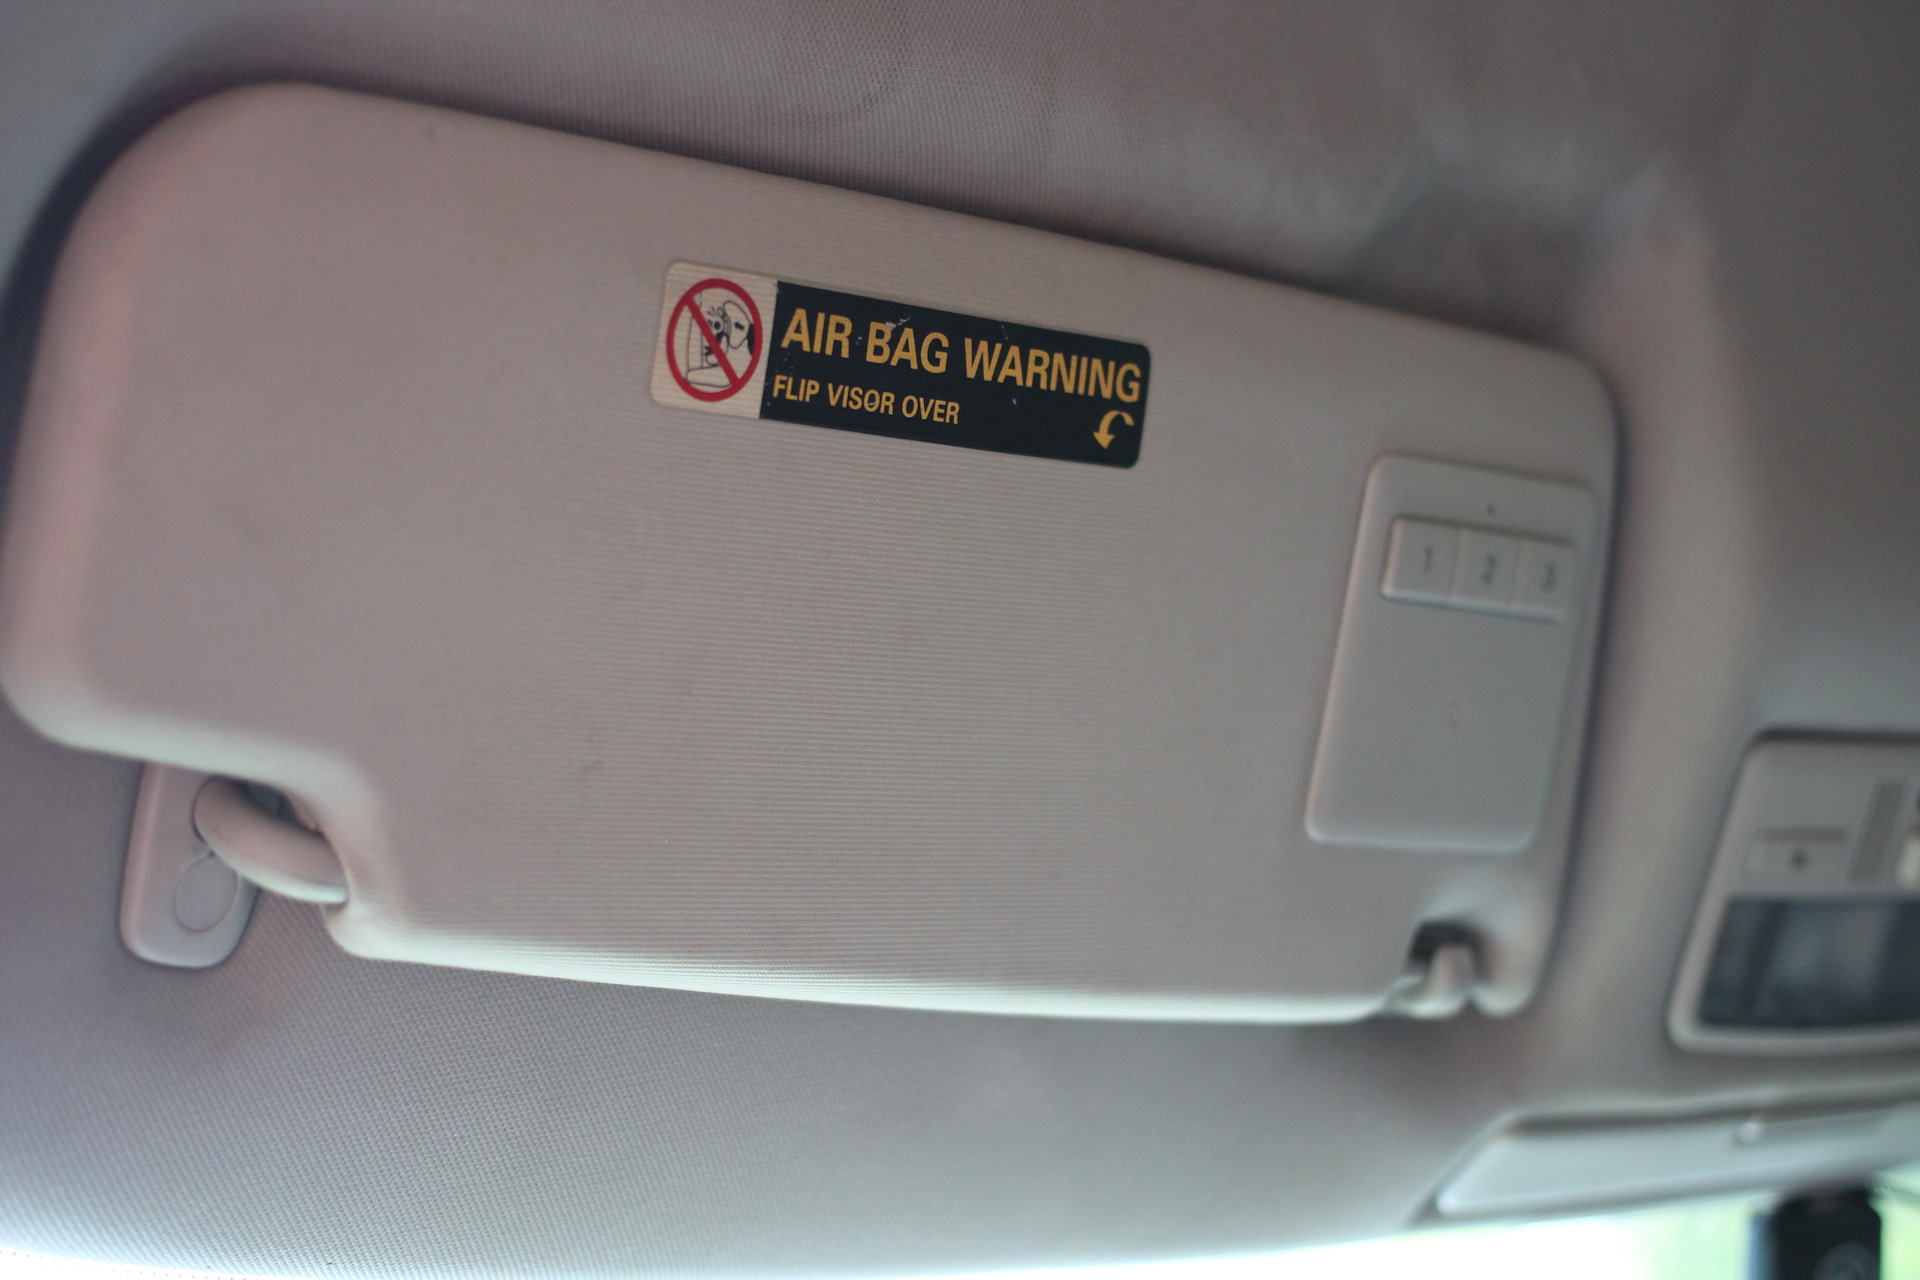 AIR BAG WARNING
FLIP VISOR OVER
1 2 3